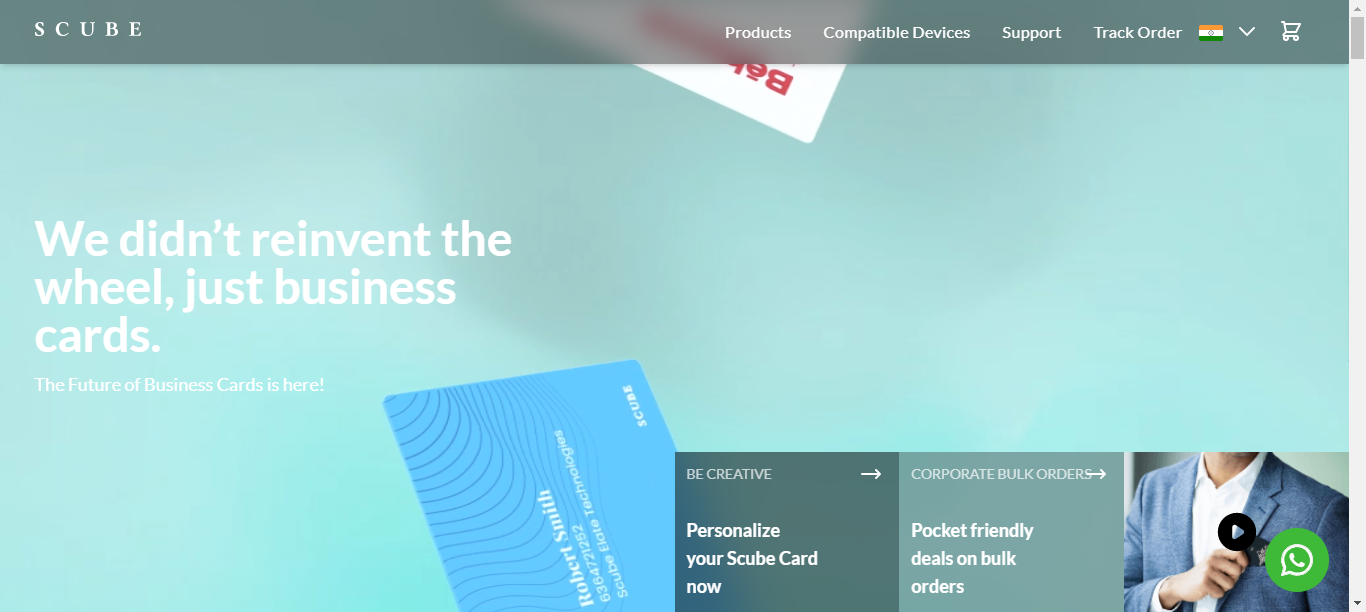 SCUBE
Products
Compatible Devices
Support
Track Order
We didn’t reinvent the
wheel, just business
cards.
The Future of Business Cards is here!
SCUBE
Robert Smith
Scube Elate Technologies
BE CREATIVE
Personalize
your Scube Card
now
CORPORATE BULK ORDERS
Pocket friendly
deals on bulk
orders